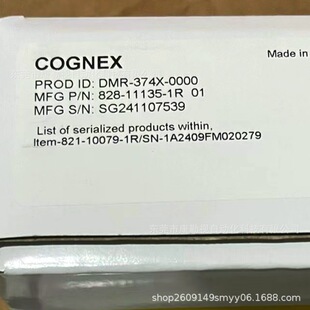 COGNEX
Made in
PROD ID: DMR-374X-0000
MFG P/N: 828-11135-1R 01
MFG S/N: SG241107539
List of serialized products within,
Item-821-10079-1R/SN-1A2409FM020279
shop2609149smyy06.1688.com